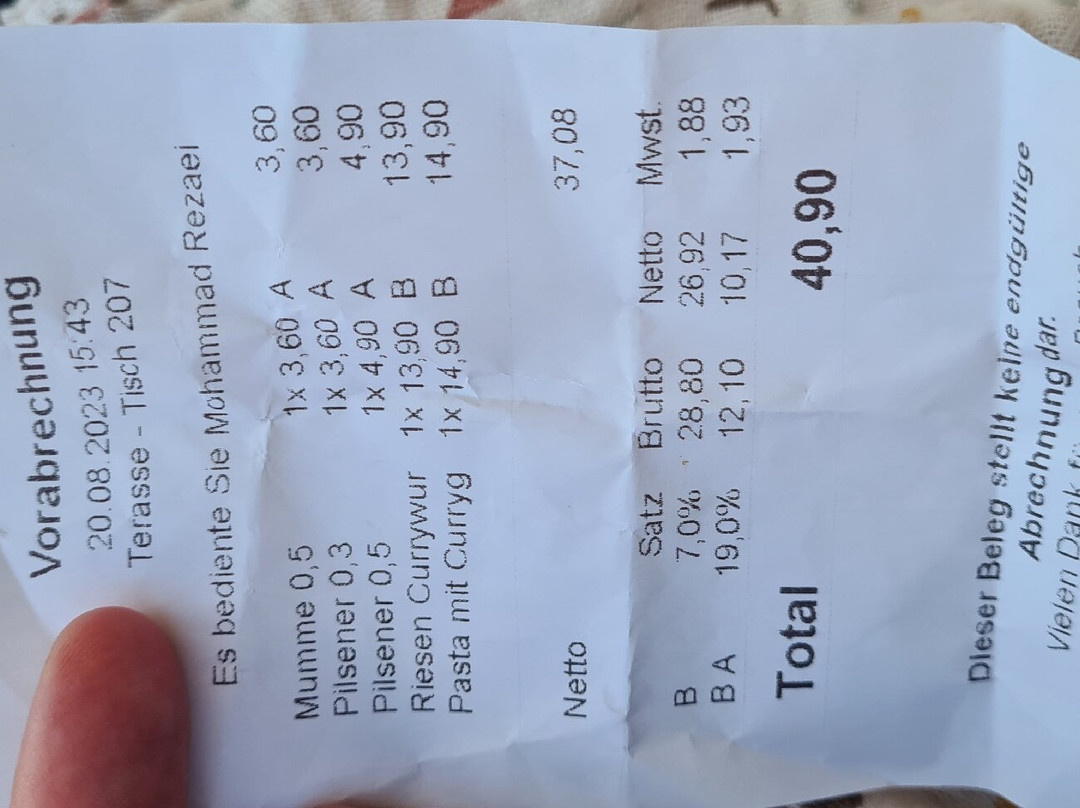 Vorabrechnung
20.08.2023 15:43
Terasse - Tisch 207
Es bediente Sie Mohammad Rezaei
Mumme 0,5 1x 3,60 A 3,60
Pilsener 0,3 1x 3,60 A 3,60
Pilsener 0,5 1x 4,90 A 4,90
Riesen Currywur 1x 13,90 B 13,90
Pasta mit Curryg 1x 14,90 B 14,90
Netto 37,08
Satz Brutto Netto Mwst.
B 7,0% 28,80 26,92 1,88
B A 19,0% 12,10 10,17 1,93
Total 40,90
Dieser Beleg stellt keine endgültige
Abrechnung dar.
Vielen Dank